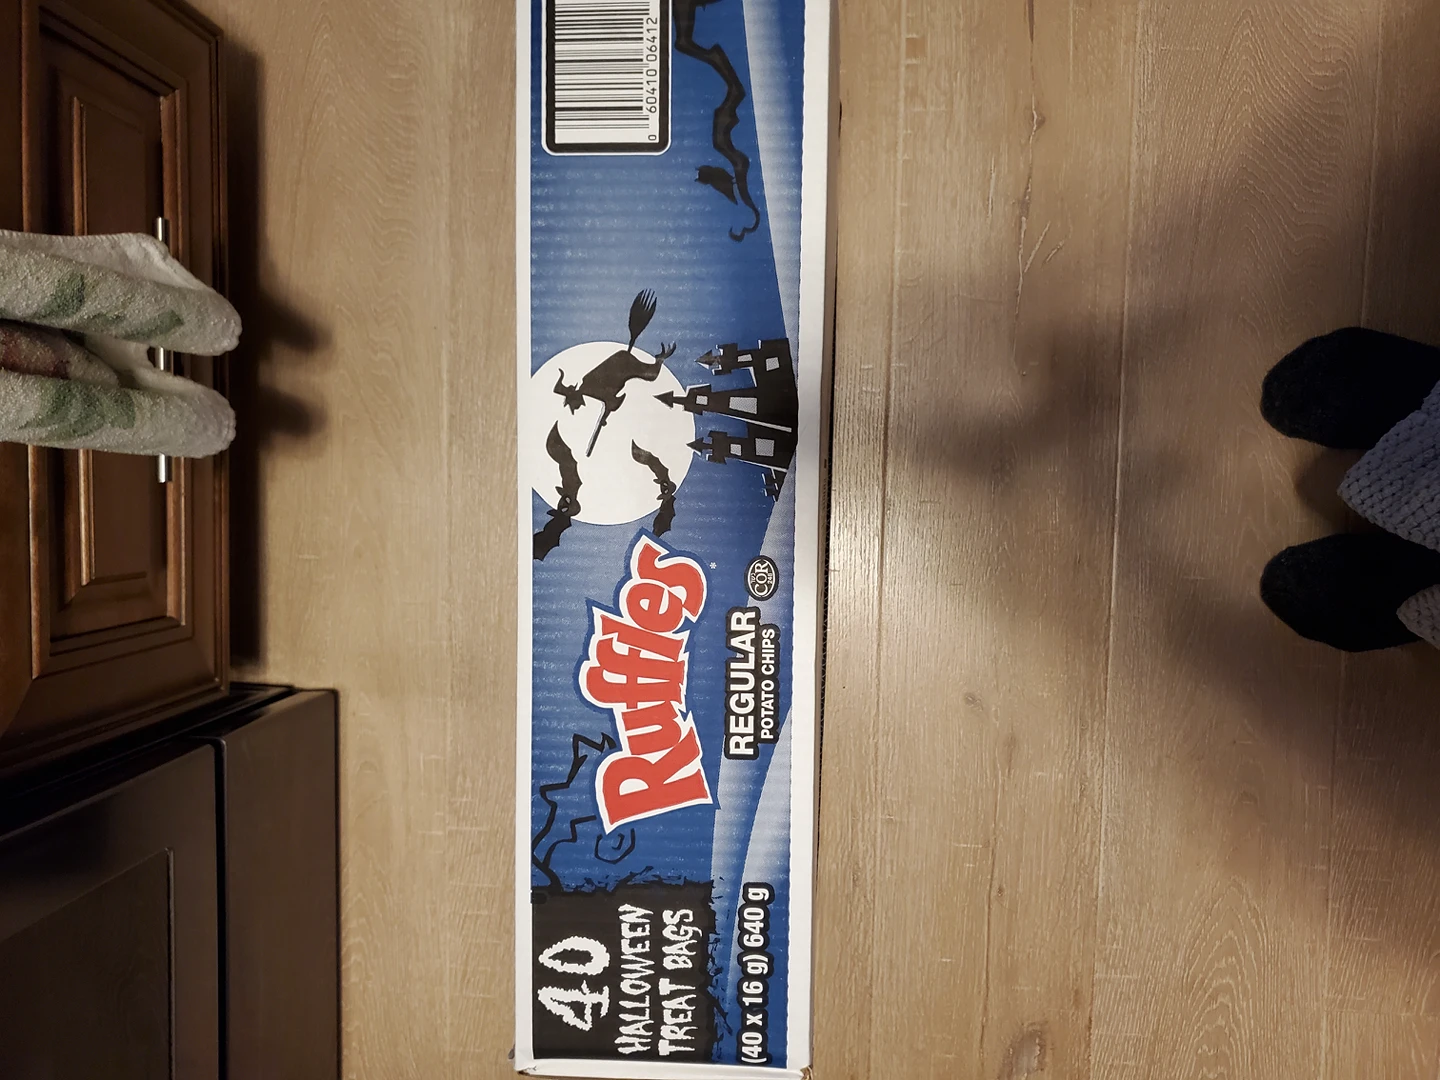 40
HALLOWEEN
TREAT BAGS
(40 x 16 g) 640 g
Ruffles
REGULAR
POTATO CHIPS
COR
0 60410 06412